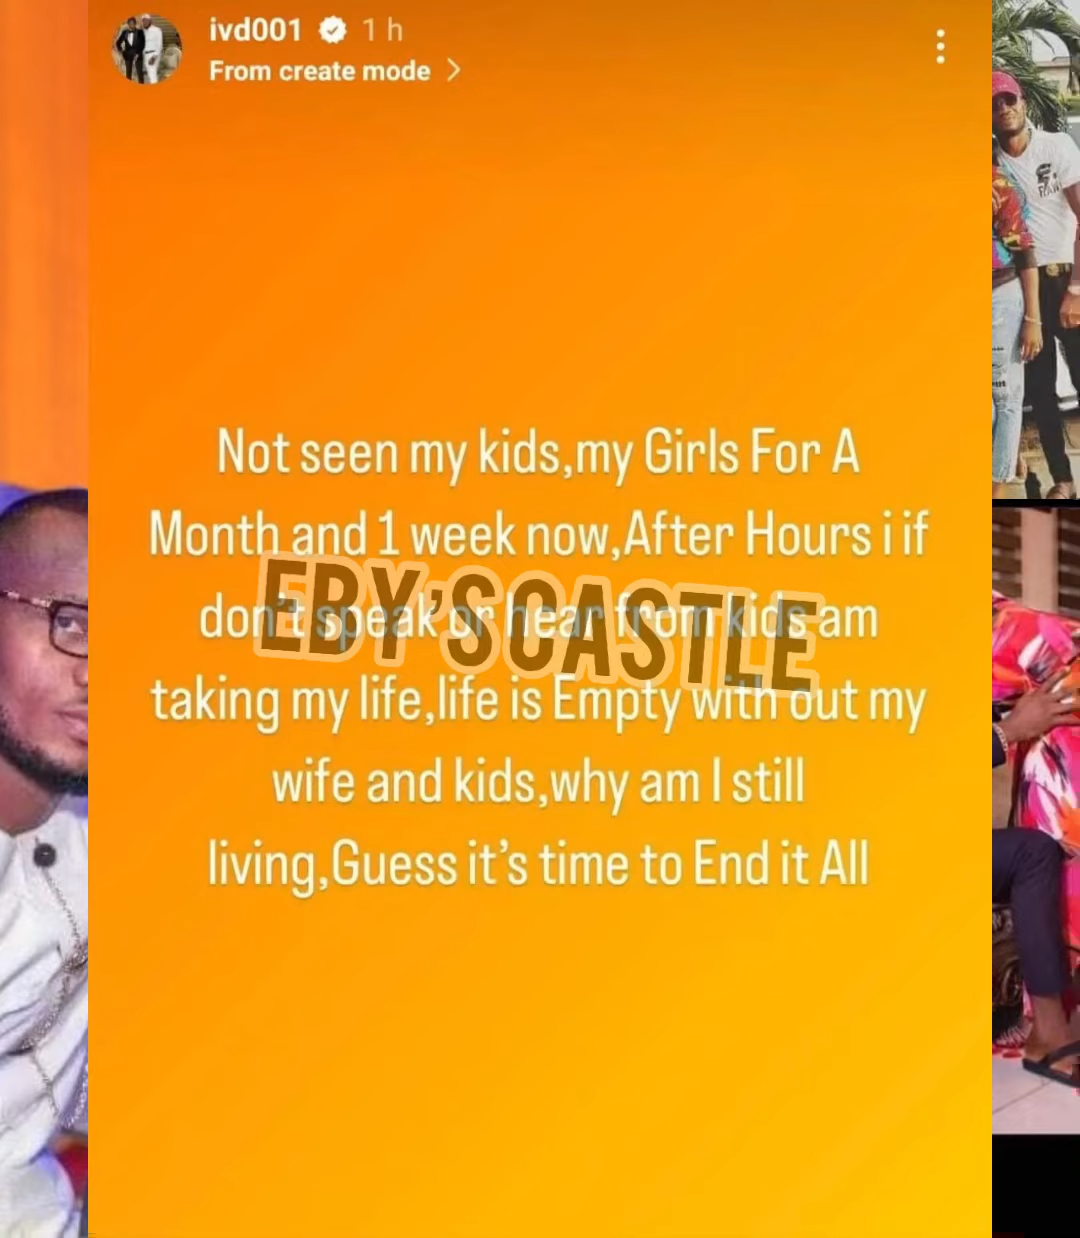 ivd001 1 h
From create mode
Not seen my kids,my Girls For A
Month and 1 week now,After Hours i if
don't speak or hear from kids am
EBY'SCASTLE
taking my life,life is Empty with out my
wife and kids,why am I still
living,Guess it's time to End it All